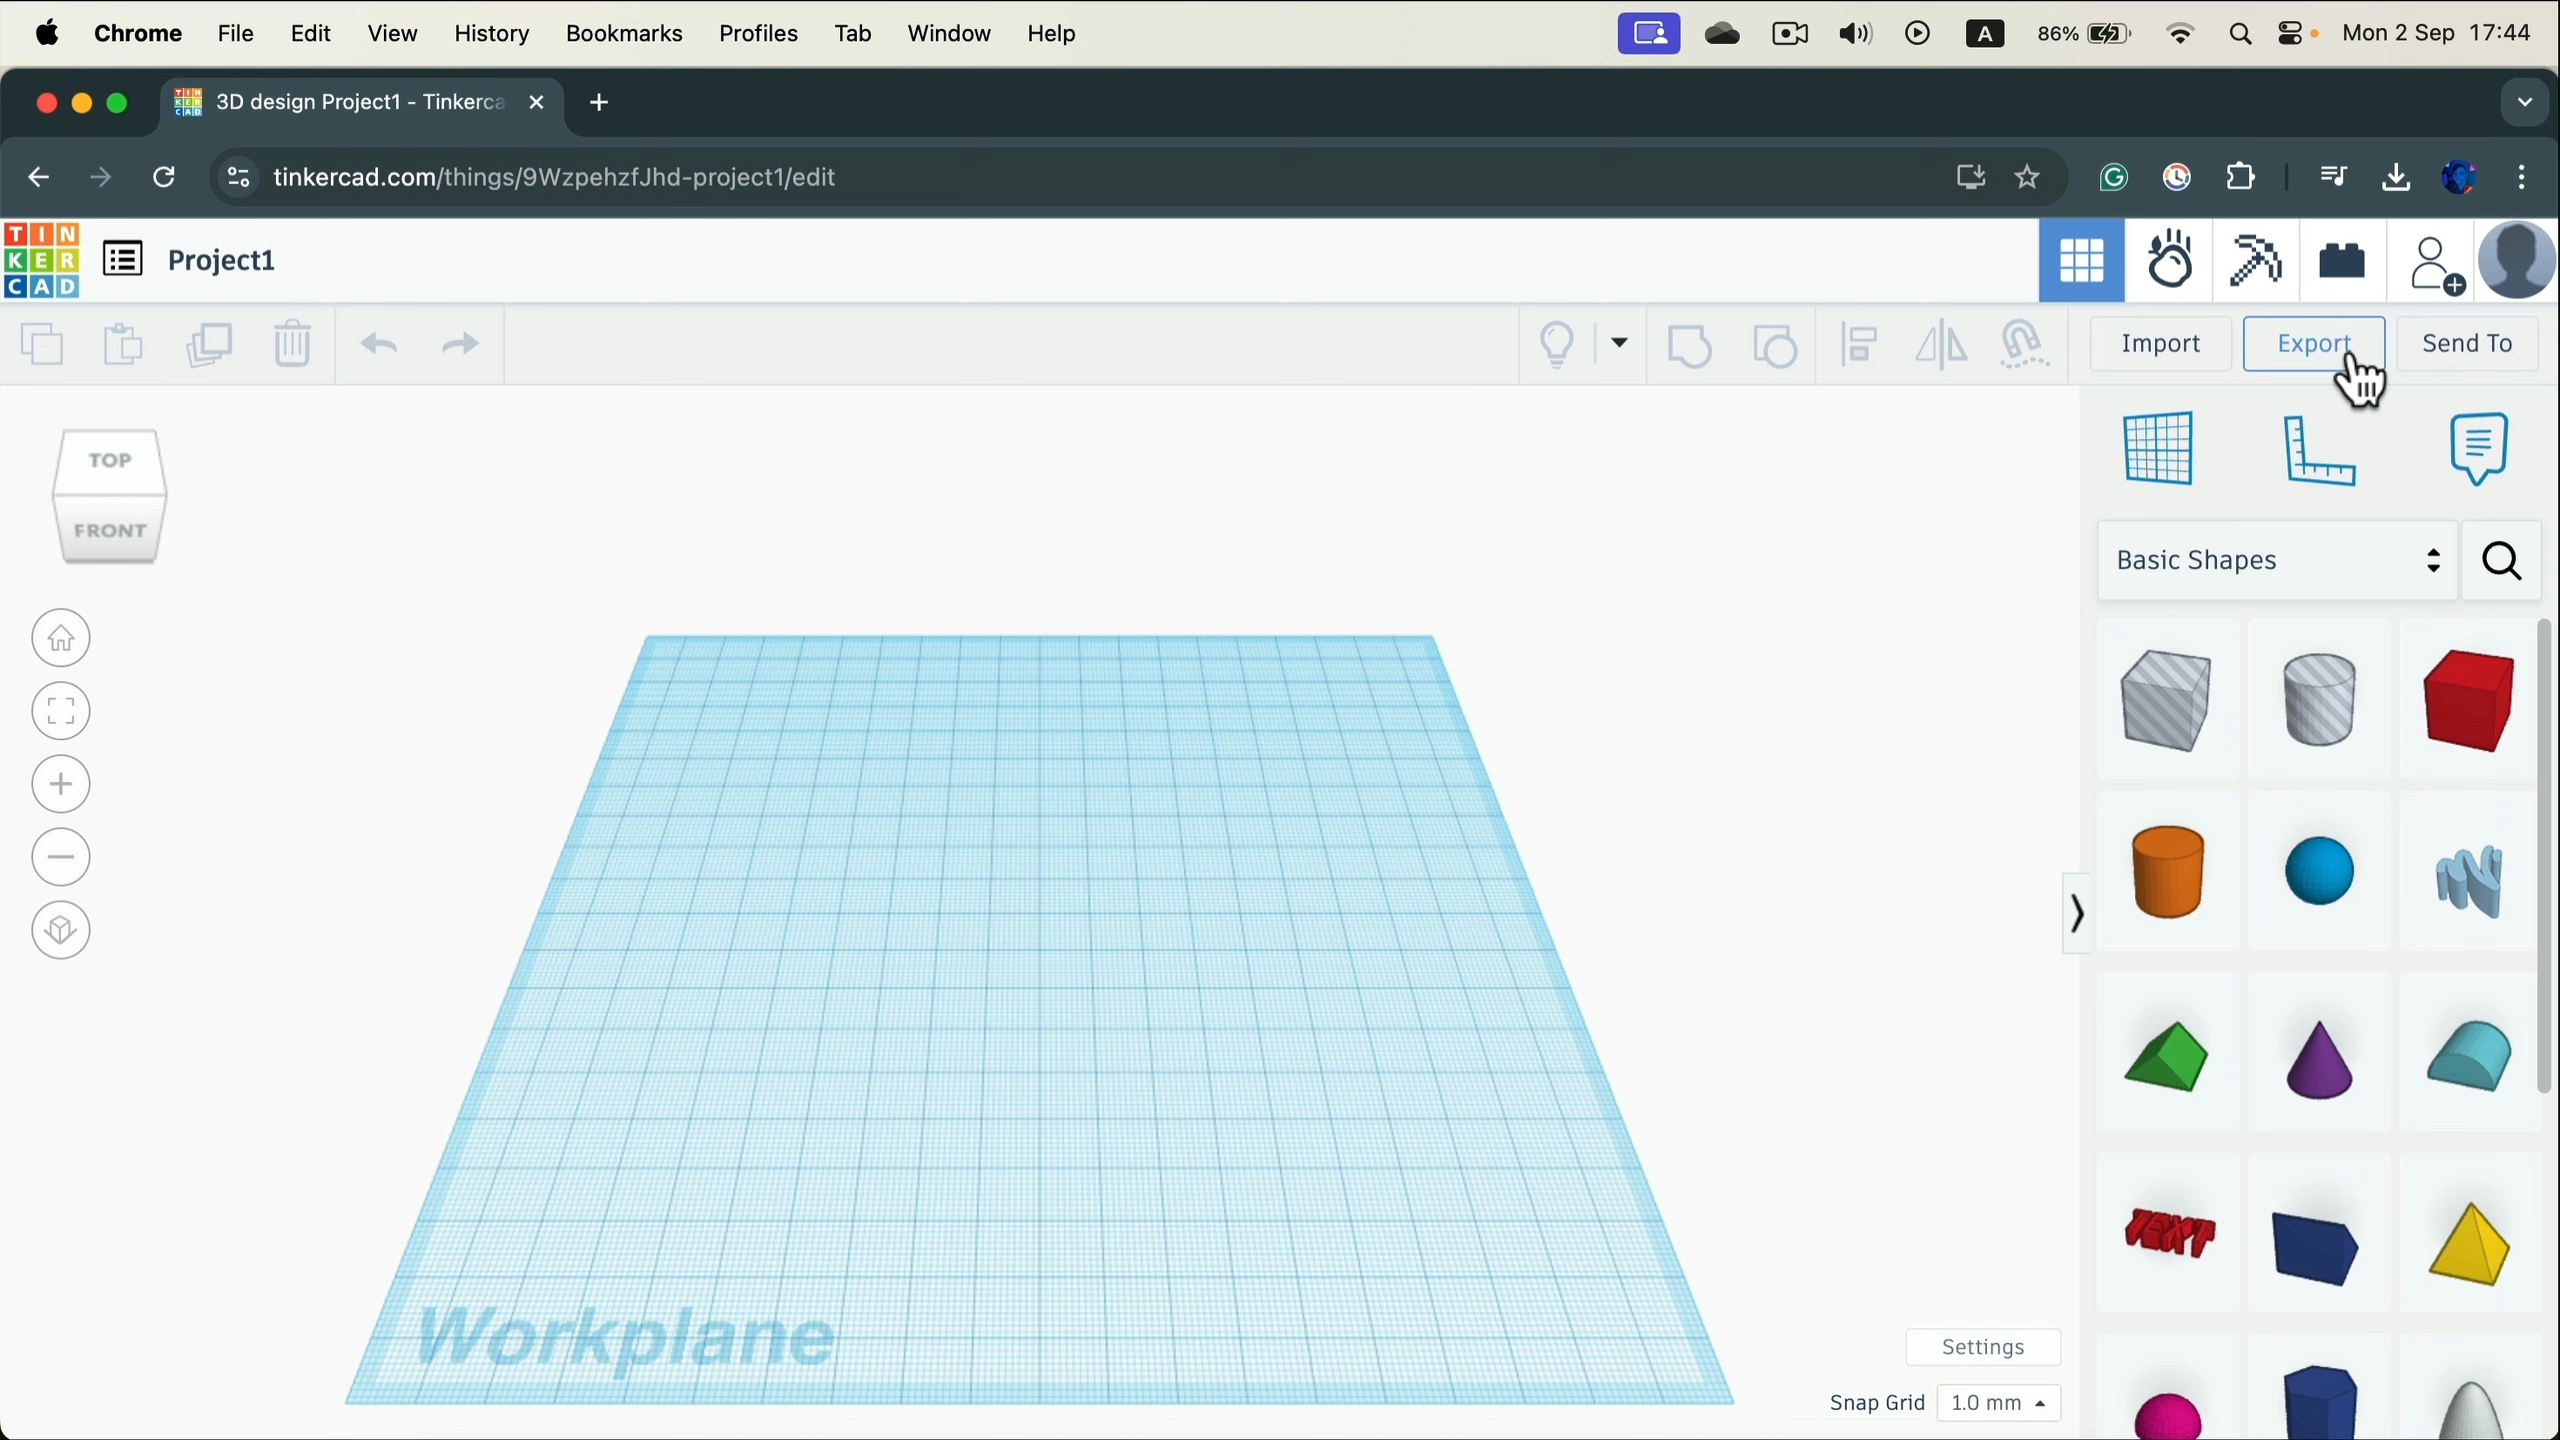 Chrome File Edit View History Bookmarks Profiles Tab Window Help A 86% Mon 2 Sep 17:44
3D design Project1 - Tinkerca
tinkercad.com/things/9WzpehzfJhd-project1/edit
TIN
KER
CAD
Project1
Import Export Send To
TOP
FRONT
Basic Shapes
TEXT
Workplane
Settings
Snap Grid 1.0 mm